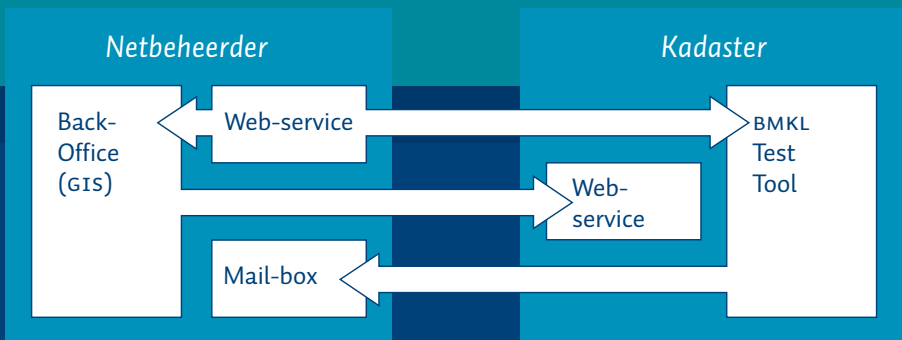 Netbeheerder
Kadaster
Back-
Office
(GIS)
Web-service
BMKL
Test
Tool
Web-
service
Mail-box